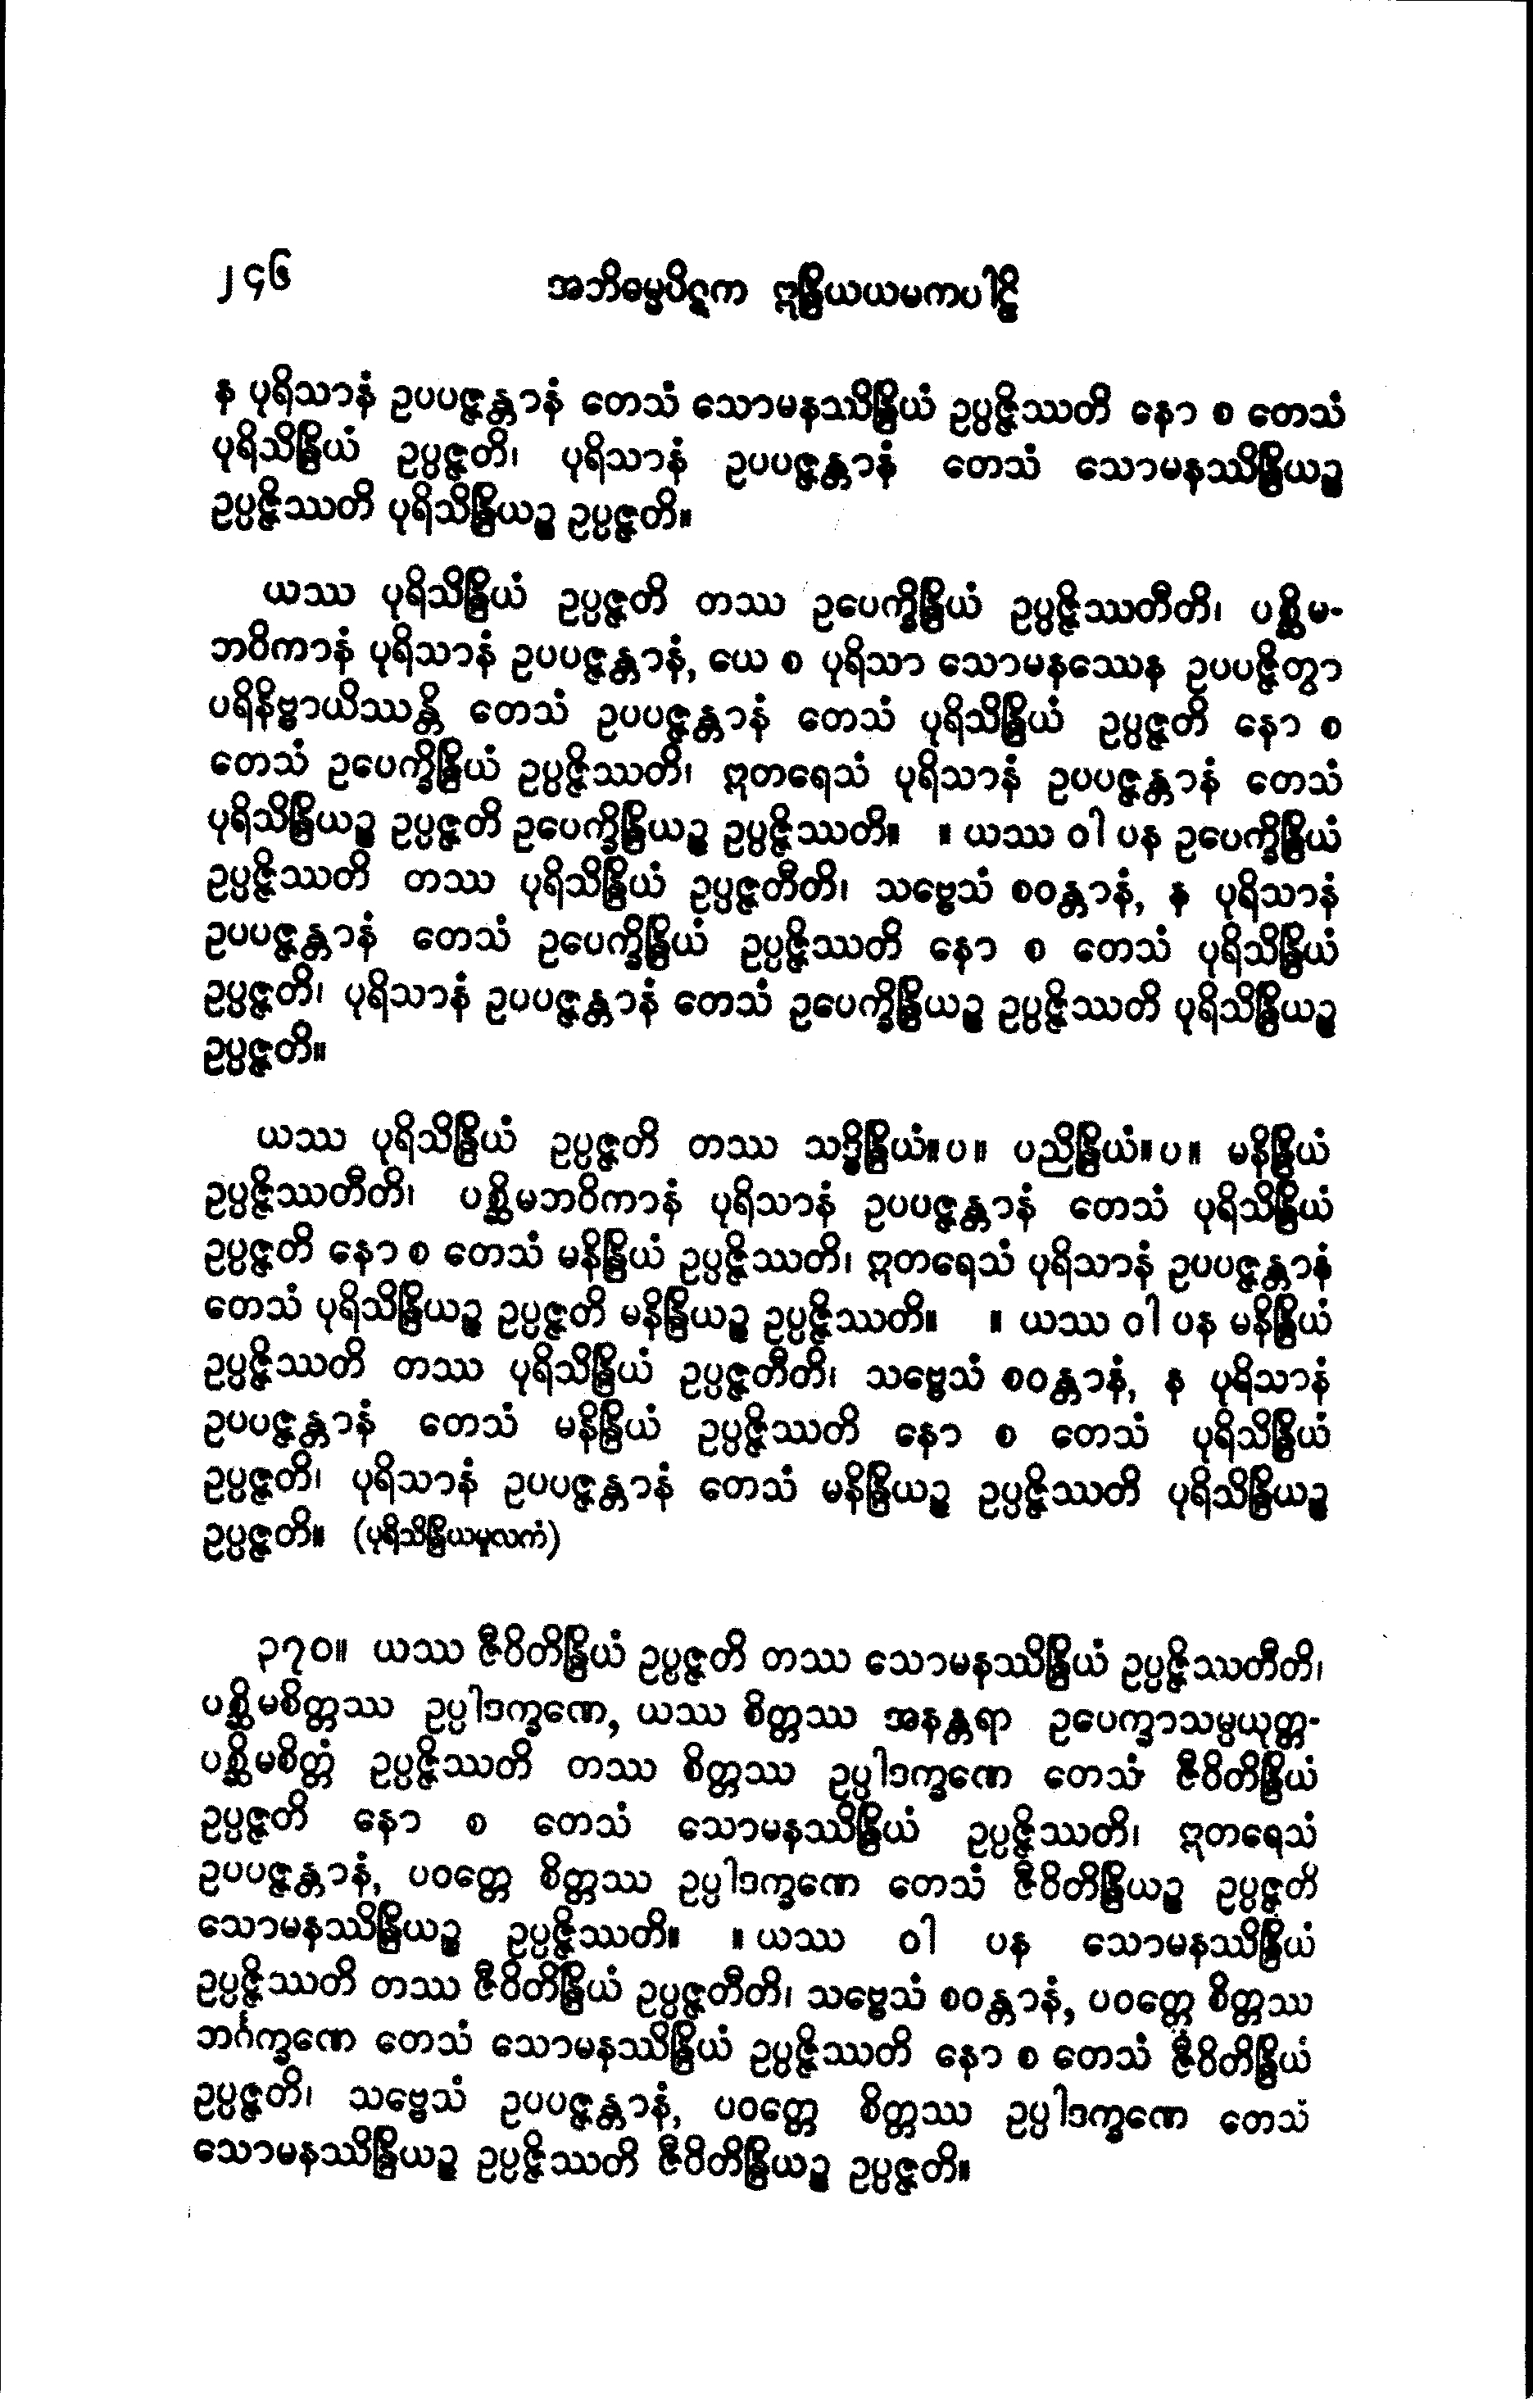 ၂၄၆ အဘိဓမ္မပိဋက ဣန္ဒြိယယမကပါဠိ
န ပုရိသာနံ ဥပပဇ္ဇန္တာနံ တေသံ သောမနဿိန္ဒြိယံ ဥပ္ပဇ္ဇိဿတိ နော စ တေသံ
ပုရိသိန္ဒြိယံ ဥပ္ပဇ္ဇတိ၊ ပုရိသာနံ ဥပပဇ္ဇန္တာနံ တေသံ သောမနဿိန္ဒြိယဉ္စ
ဥပ္ပဇ္ဇိဿတိ ပုရိသိန္ဒြိယဉ္စ ဥပ္ပဇ္ဇတိ။
ယဿ ပုရိသိန္ဒြိယံ ဥပ္ပဇ္ဇတိ တဿ ဥပေက္ခိန္ဒြိယံ ဥပ္ပဇ္ဇိဿတီတိ၊ ပစ္ဆိမ-
ဘဝိကာနံ ပုရိသာနံ ဥပပဇ္ဇန္တာနံ, ယေ စ ပုရိသာ သောမနဿေန ဥပပဇ္ဇိတွာ
ပရိနိဗ္ဗာယိဿန္တိ တေသံ ဥပပဇ္ဇန္တာနံ တေသံ ပုရိသိန္ဒြိယံ ဥပ္ပဇ္ဇတိ နော စ
တေသံ ဥပေက္ခိန္ဒြိယံ ဥပ္ပဇ္ဇိဿတိ၊ ဣတရေသံ ပုရိသာနံ ဥပပဇ္ဇန္တာနံ တေသံ
ပုရိသိန္ဒြိယဉ္စ ဥပ္ပဇ္ဇတိ ဥပေက္ခိန္ဒြိယဉ္စ ဥပ္ပဇ္ဇိဿတိ။ ။ ယဿ ဝါ ပန ဥပေက္ခိန္ဒြိယံ
ဥပ္ပဇ္ဇိဿတိ တဿ ပုရိသိန္ဒြိယံ ဥပ္ပဇ္ဇတီတိ၊ သဗ္ဗေသံ စဝန္တာနံ, န ပုရိသာနံ
ဥပပဇ္ဇန္တာနံ တေသံ ဥပေက္ခိန္ဒြိယံ ဥပ္ပဇ္ဇိဿတိ နော စ တေသံ ပုရိသိန္ဒြိယံ
ဥပ္ပဇ္ဇတိ၊ ပုရိသာနံ ဥပပဇ္ဇန္တာနံ တေသံ ဥပေက္ခိန္ဒြိယဉ္စ ဥပ္ပဇ္ဇိဿတိ ပုရိသိန္ဒြိယဉ္စ
ဥပ္ပဇ္ဇတိ။
ယဿ ပုရိသိန္ဒြိယံ ဥပ္ပဇ္ဇတိ တဿ သဒ္ဓိန္ဒြိယံ။ပ။ ပညိန္ဒြိယံ။ပ။ မနိန္ဒြိယံ
ဥပ္ပဇ္ဇိဿတီတိ၊ ပစ္ဆိမဘဝိကာနံ ပုရိသာနံ ဥပပဇ္ဇန္တာနံ တေသံ ပုရိသိန္ဒြိယံ
ဥပ္ပဇ္ဇတိ နော စ တေသံ မနိန္ဒြိယံ ဥပ္ပဇ္ဇိဿတိ၊ ဣတရေသံ ပုရိသာနံ ဥပပဇ္ဇန္တာနံ
တေသံ ပုရိသိန္ဒြိယဉ္စ ဥပ္ပဇ္ဇတိ မနိန္ဒြိယဉ္စ ဥပ္ပဇ္ဇိဿတိ။ ။ ယဿ ဝါ ပန မနိန္ဒြိယံ
ဥပ္ပဇ္ဇိဿတိ တဿ ပုရိသိန္ဒြိယံ ဥပ္ပဇ္ဇတီတိ၊ သဗ္ဗေသံ စဝန္တာနံ, န ပုရိသာနံ
ဥပပဇ္ဇန္တာနံ တေသံ မနိန္ဒြိယံ ဥပ္ပဇ္ဇိဿတိ နော စ တေသံ ပုရိသိန္ဒြိယံ
ဥပ္ပဇ္ဇတိ၊ ပုရိသာနံ ဥပပဇ္ဇန္တာနံ တေသံ မနိန္ဒြိယဉ္စ ဥပ္ပဇ္ဇိဿတိ ပုရိသိန္ဒြိယဉ္စ
ဥပ္ပဇ္ဇတိ။ (ပုရိသိန္ဒြိယမူလကံ)
၃၇၀။ ယဿ ဇီဝိတိန္ဒြိယံ ဥပ္ပဇ္ဇတိ တဿ သောမနဿိန္ဒြိယံ ဥပ္ပဇ္ဇိဿတီတိ၊
ပစ္ဆိမစိတ္တဿ ဥပ္ပါဒက္ခဏေ, ယဿ စိတ္တဿ အနန္တရာ ဥပေက္ခာသမ္ပယုတ္တ-
ပစ္ဆိမစိတ္တံ ဥပ္ပဇ္ဇိဿတိ တဿ စိတ္တဿ ဥပ္ပါဒက္ခဏေ တေသံ ဇီဝိတိန္ဒြိယံ
ဥပ္ပဇ္ဇတိ နော စ တေသံ သောမနဿိန္ဒြိယံ ဥပ္ပဇ္ဇိဿတိ၊ ဣတရေသံ
ဥပပဇ္ဇန္တာနံ, ပဝတ္တေ စိတ္တဿ ဥပ္ပါဒက္ခဏေ တေသံ ဇီဝိတိန္ဒြိယဉ္စ ဥပ္ပဇ္ဇတိ
သောမနဿိန္ဒြိယဉ္စ ဥပ္ပဇ္ဇိဿတိ။ ။ ယဿ ဝါ ပန သောမနဿိန္ဒြိယံ
ဥပ္ပဇ္ဇိဿတိ တဿ ဇီဝိတိန္ဒြိယံ ဥပ္ပဇ္ဇတီတိ၊ သဗ္ဗေသံ စဝန္တာနံ, ပဝတ္တေ စိတ္တဿ
ဘင်္ဂက္ခဏေ တေသံ သောမနဿိန္ဒြိယံ ဥပ္ပဇ္ဇိဿတိ နော စ တေသံ ဇီဝိတိန္ဒြိယံ
ဥပ္ပဇ္ဇတိ၊ သဗ္ဗေသံ ဥပပဇ္ဇန္တာနံ, ပဝတ္တေ စိတ္တဿ ဥပ္ပါဒက္ခဏေ တေသံ
သောမနဿိန္ဒြိယဉ္စ ဥပ္ပဇ္ဇိဿတိ ဇီဝိတိန္ဒြိယဉ္စ ဥပ္ပဇ္ဇတိ။